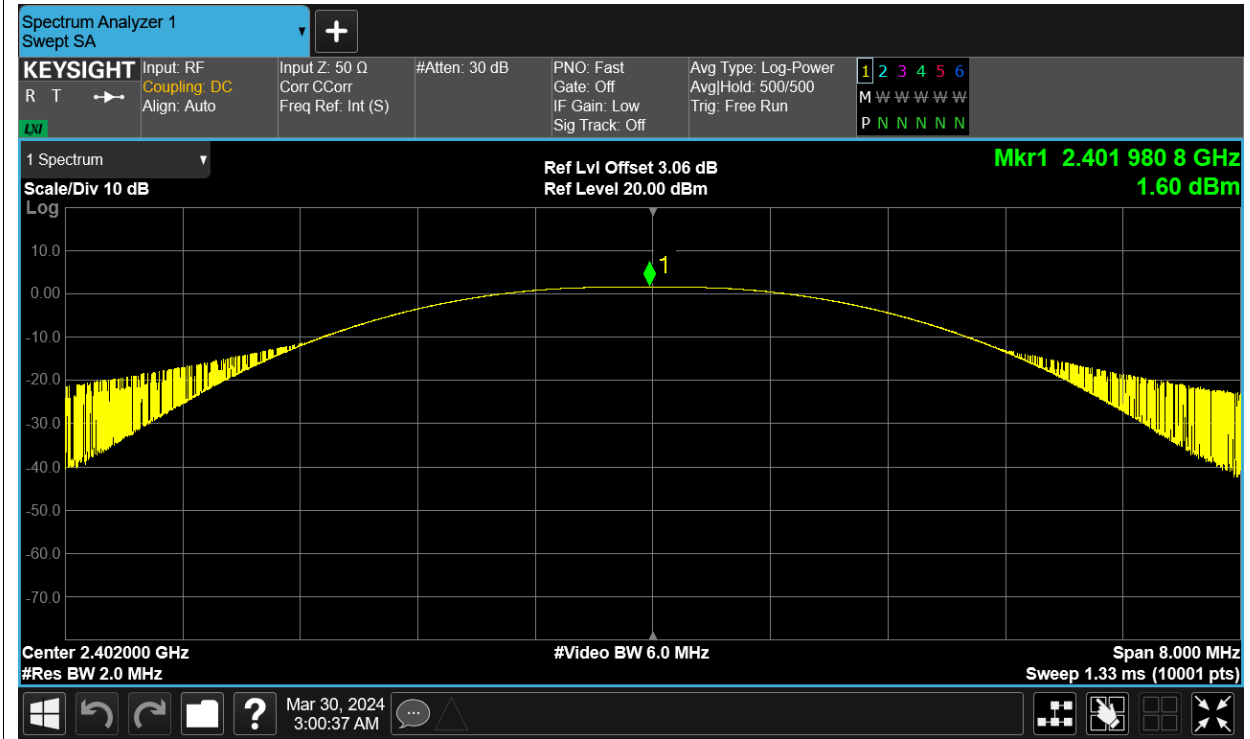 Spectrum Analyzer 1
Swept SA
+
KEYSIGHT
R T
LXI
Input: RF
Coupling: DC
Align: Auto
Input Z: 50 Ω
Corr CCorr
Freq Ref: Int (S)
#Atten: 30 dB
PNO: Fast
Gate: Off
IF Gain: Low
Sig Track: Off
Avg Type: Log-Power
Avg|Hold: 500/500
Trig: Free Run
1 2 3 4 5 6
M W W W W W
P N N N N N
1 Spectrum
Scale/Div 10 dB
Log
Ref Lvl Offset 3.06 dB
Ref Level 20.00 dBm
Mkr1 2.401 980 8 GHz
1.60 dBm
10.0
0.00
-10.0
-20.0
-30.0
-40.0
-50.0
-60.0
-70.0
1
Center 2.402000 GHz
#Res BW 2.0 MHz
#Video BW 6.0 MHz
Span 8.000 MHz
Sweep 1.33 ms (10001 pts)
?
Mar 30, 2024
3:00:37 AM